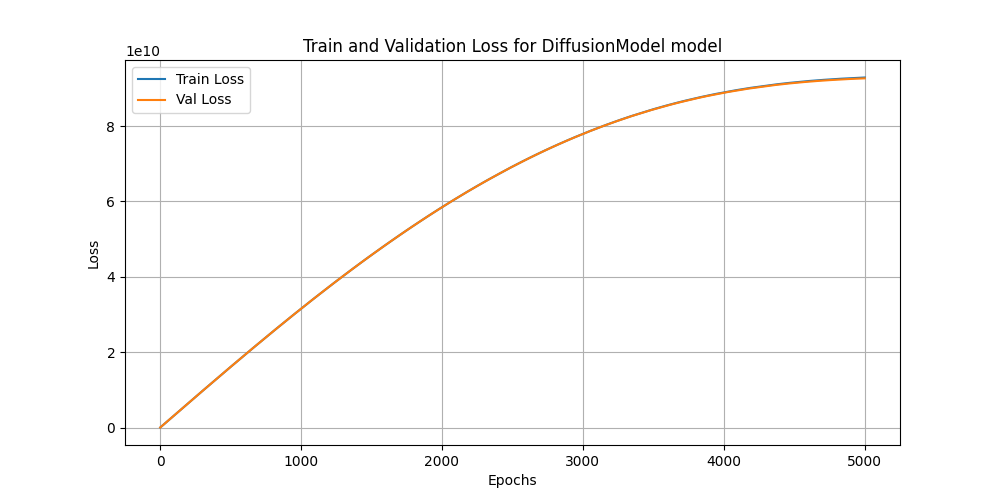 Train and Validation Loss for DiffusionModel model
1e10
Train Loss
Val Loss
8
6
4
2
0
Loss
0 1000 2000 3000 4000 5000
Epochs